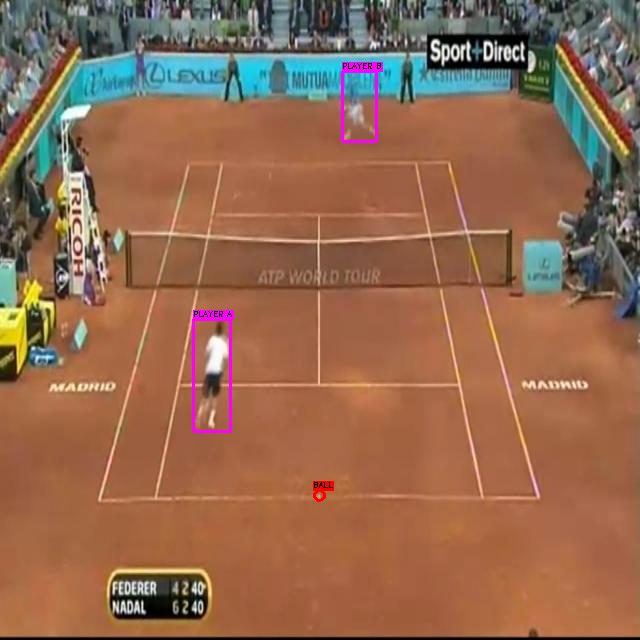 Sport+Direct
PLAYER B
LEXUS
MUTUA
RICOH
ATP WORLD TOUR
PLAYER A
MADRID
MADRID
BALL
FEDERER 4 2 40
NADAL 6 2 40